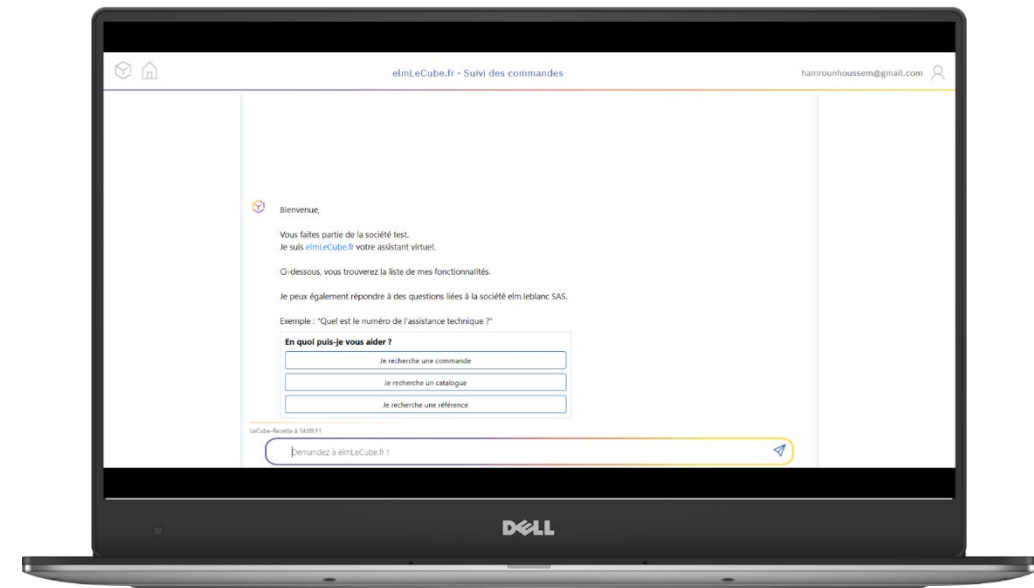 elmLeCube.fr - Suivi des commandes
hamrounhoussem@gmail.com
Bienvenue,
Vous faites partie de la société test.
Je suis elmLeCube.fr votre assistant virtuel.
Ci-dessous, vous trouverez la liste de mes fonctionnalités.
Je peux également répondre à des questions liées à la société elm.leblanc SAS.
Exemple : "Quel est le numéro de l'assistance technique ?"
En quoi puis-je vous aider ?
Je recherche une commande
Je recherche un catalogue
Je recherche une référence
LeCube-Recette à 14:09:11
Demandez à elmLeCube.fr !
DELL